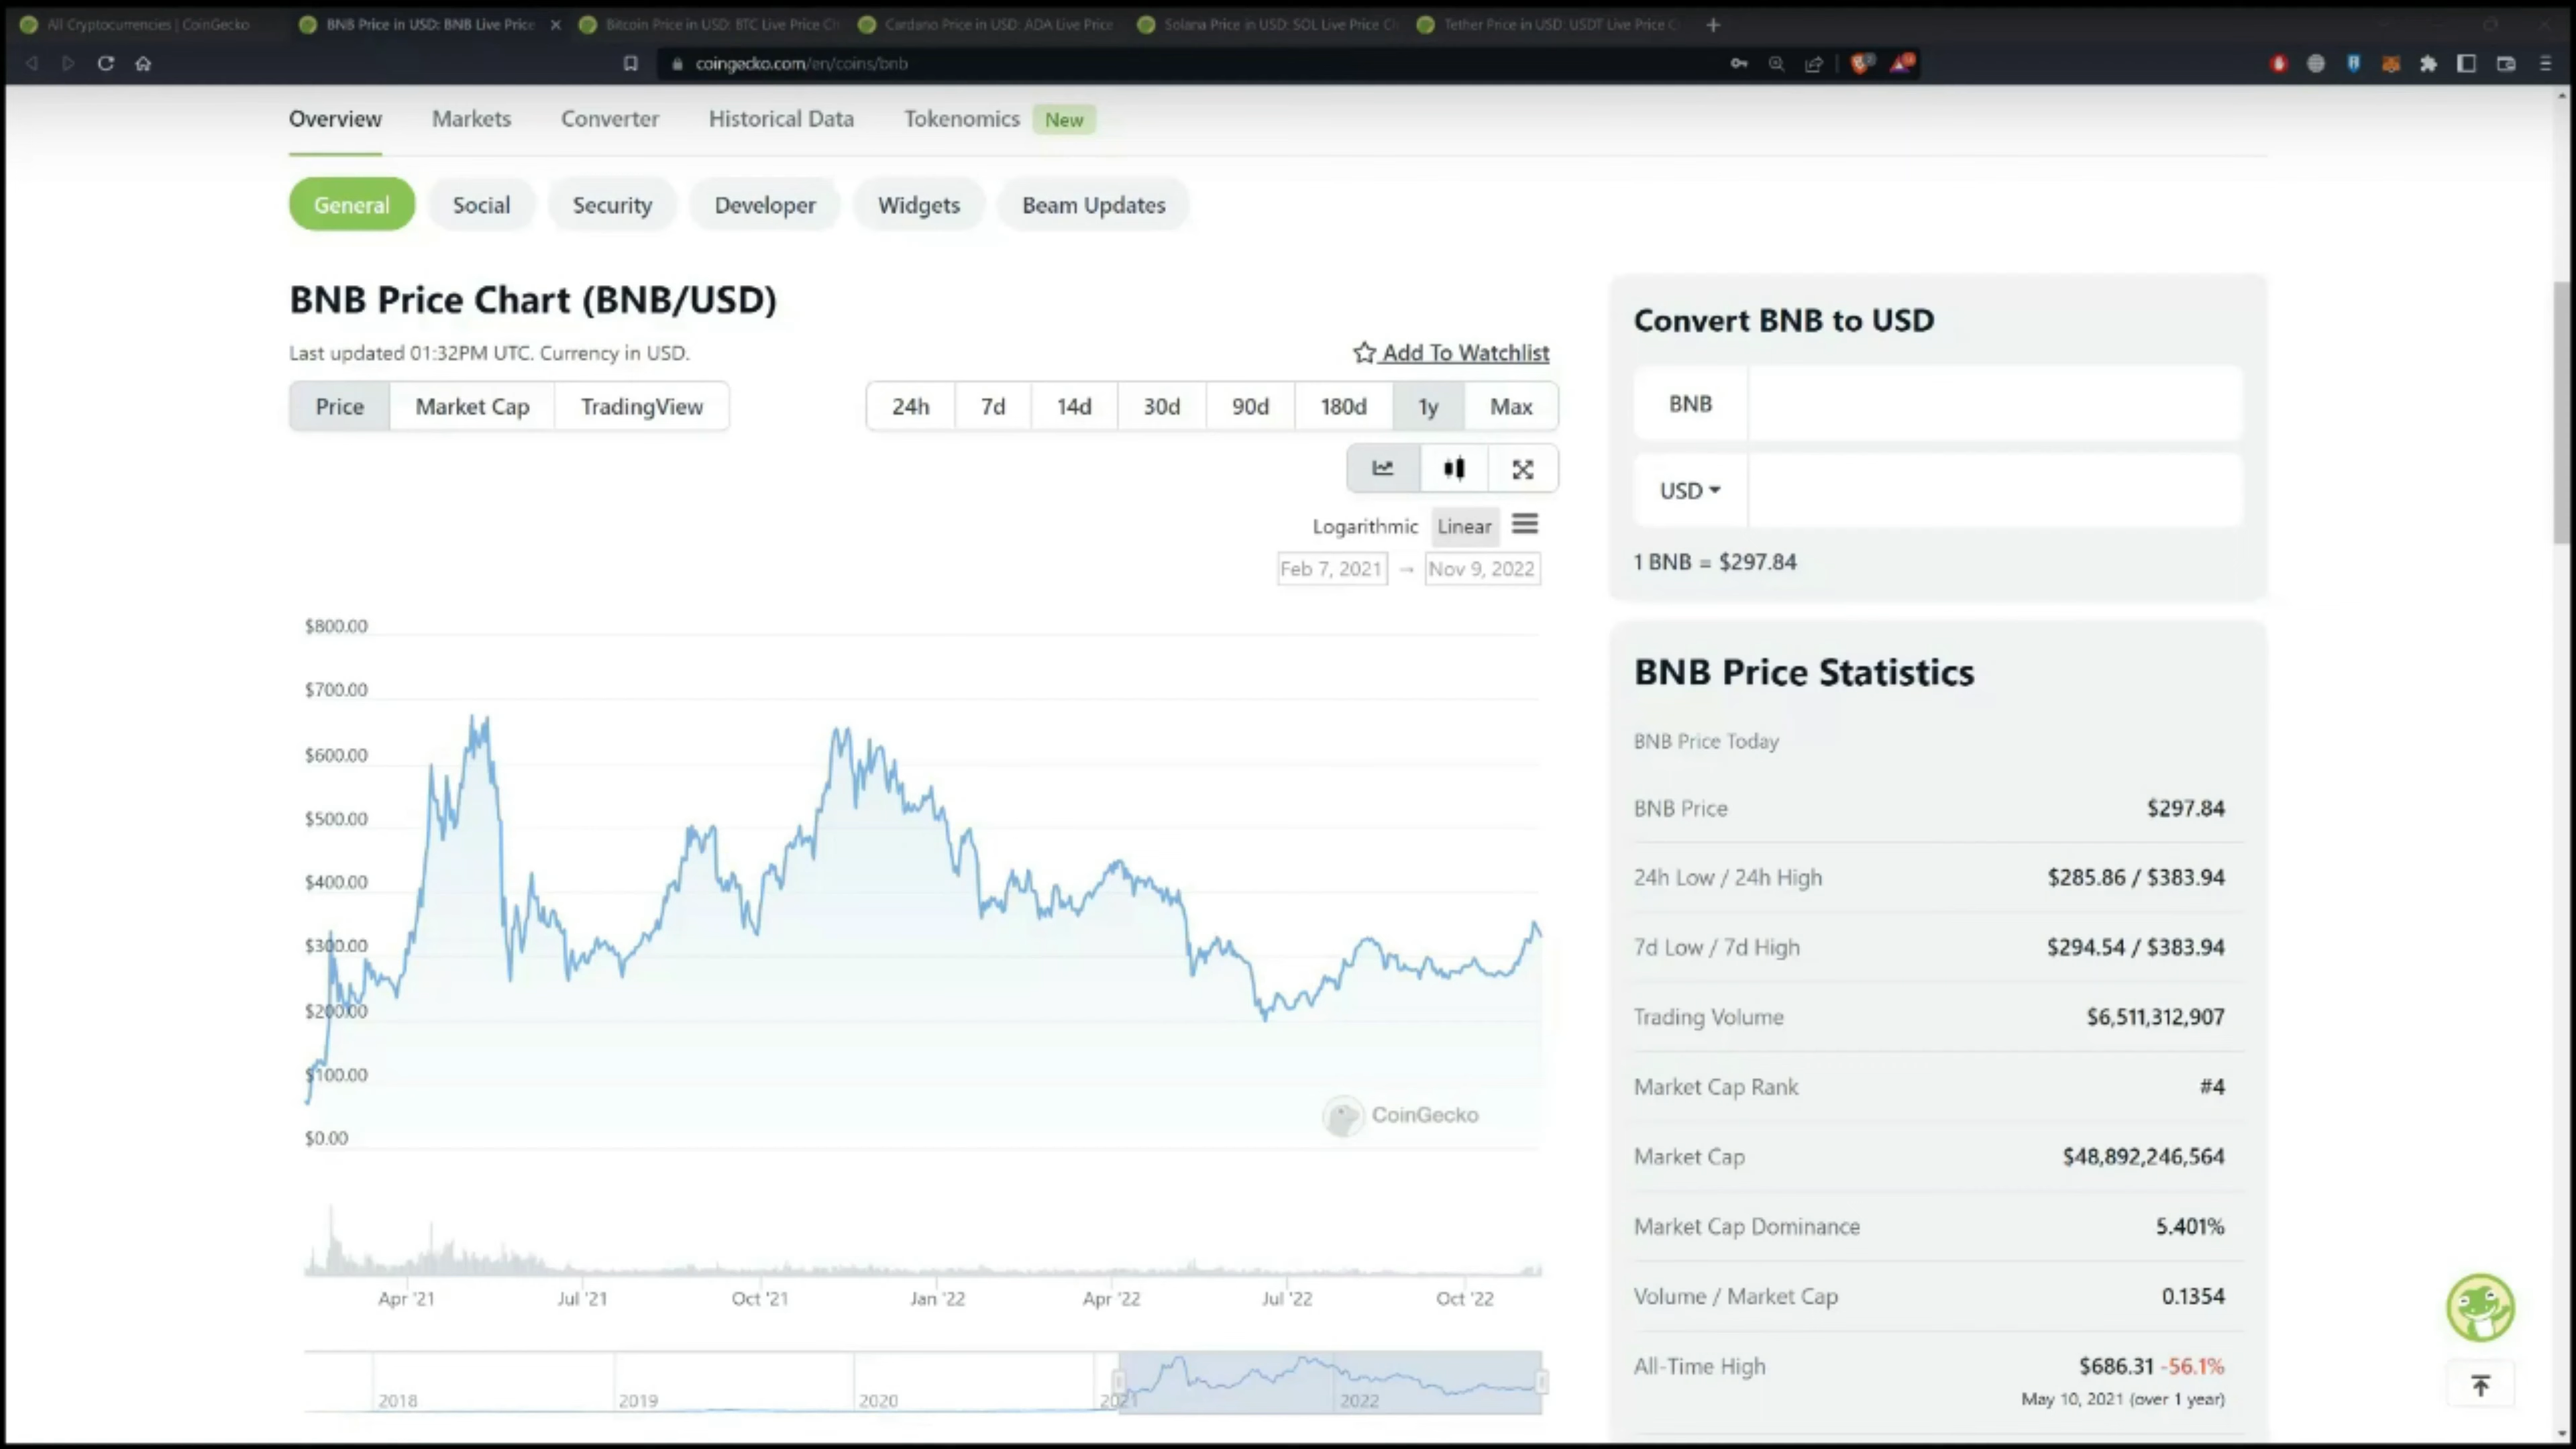 All Cryptocurrencies | CoinGecko
BNB Price in USD: BNB Live Price
Bitcoin Price in USD: BTC Live Price Ch
Cardano Price in USD: ADA Live Price
Solana Price in USD: SOL Live Price Ch
Tether Price in USD: USDT Live Price C
coingecko.com/en/coins/bnb
Overview Markets Converter Historical Data Tokenomics New
General Social Security Developer Widgets Beam Updates
BNB Price Chart (BNB/USD)
Last updated 01:32PM UTC. Currency in USD.
Add To Watchlist
Price Market Cap TradingView
24h 7d 14d 30d 90d 180d 1y Max
Logarithmic Linear
Feb 7, 2021 → Nov 9, 2022
$800.00
$700.00
$600.00
$500.00
$400.00
$300.00
$200.00
$100.00
$0.00
CoinGecko
Apr '21 Jul '21 Oct '21 Jan '22 Apr '22 Jul '22 Oct '22
2018 2019 2020 2021 2022
Convert BNB to USD
BNB
USD
1 BNB = $297.84
BNB Price Statistics
BNB Price Today
BNB Price $297.84
24h Low / 24h High $285.86 / $383.94
7d Low / 7d High $294.54 / $383.94
Trading Volume $6,511,312,907
Market Cap Rank #4
Market Cap $48,892,246,564
Market Cap Dominance 5.401%
Volume / Market Cap 0.1354
All-Time High $686.31 -56.1%
May 10, 2021 (over 1 year)